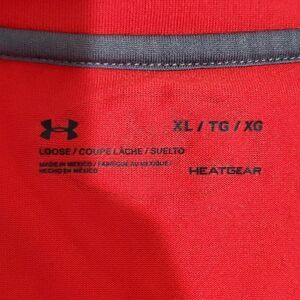 XL / TG / XG
LOOSE / COUPE LÂCHE / SUELTO
MADE IN MEXICO / FABRIQUÉ AU MEXIQUE /
HECHO EN MÉXICO
HEATGEAR